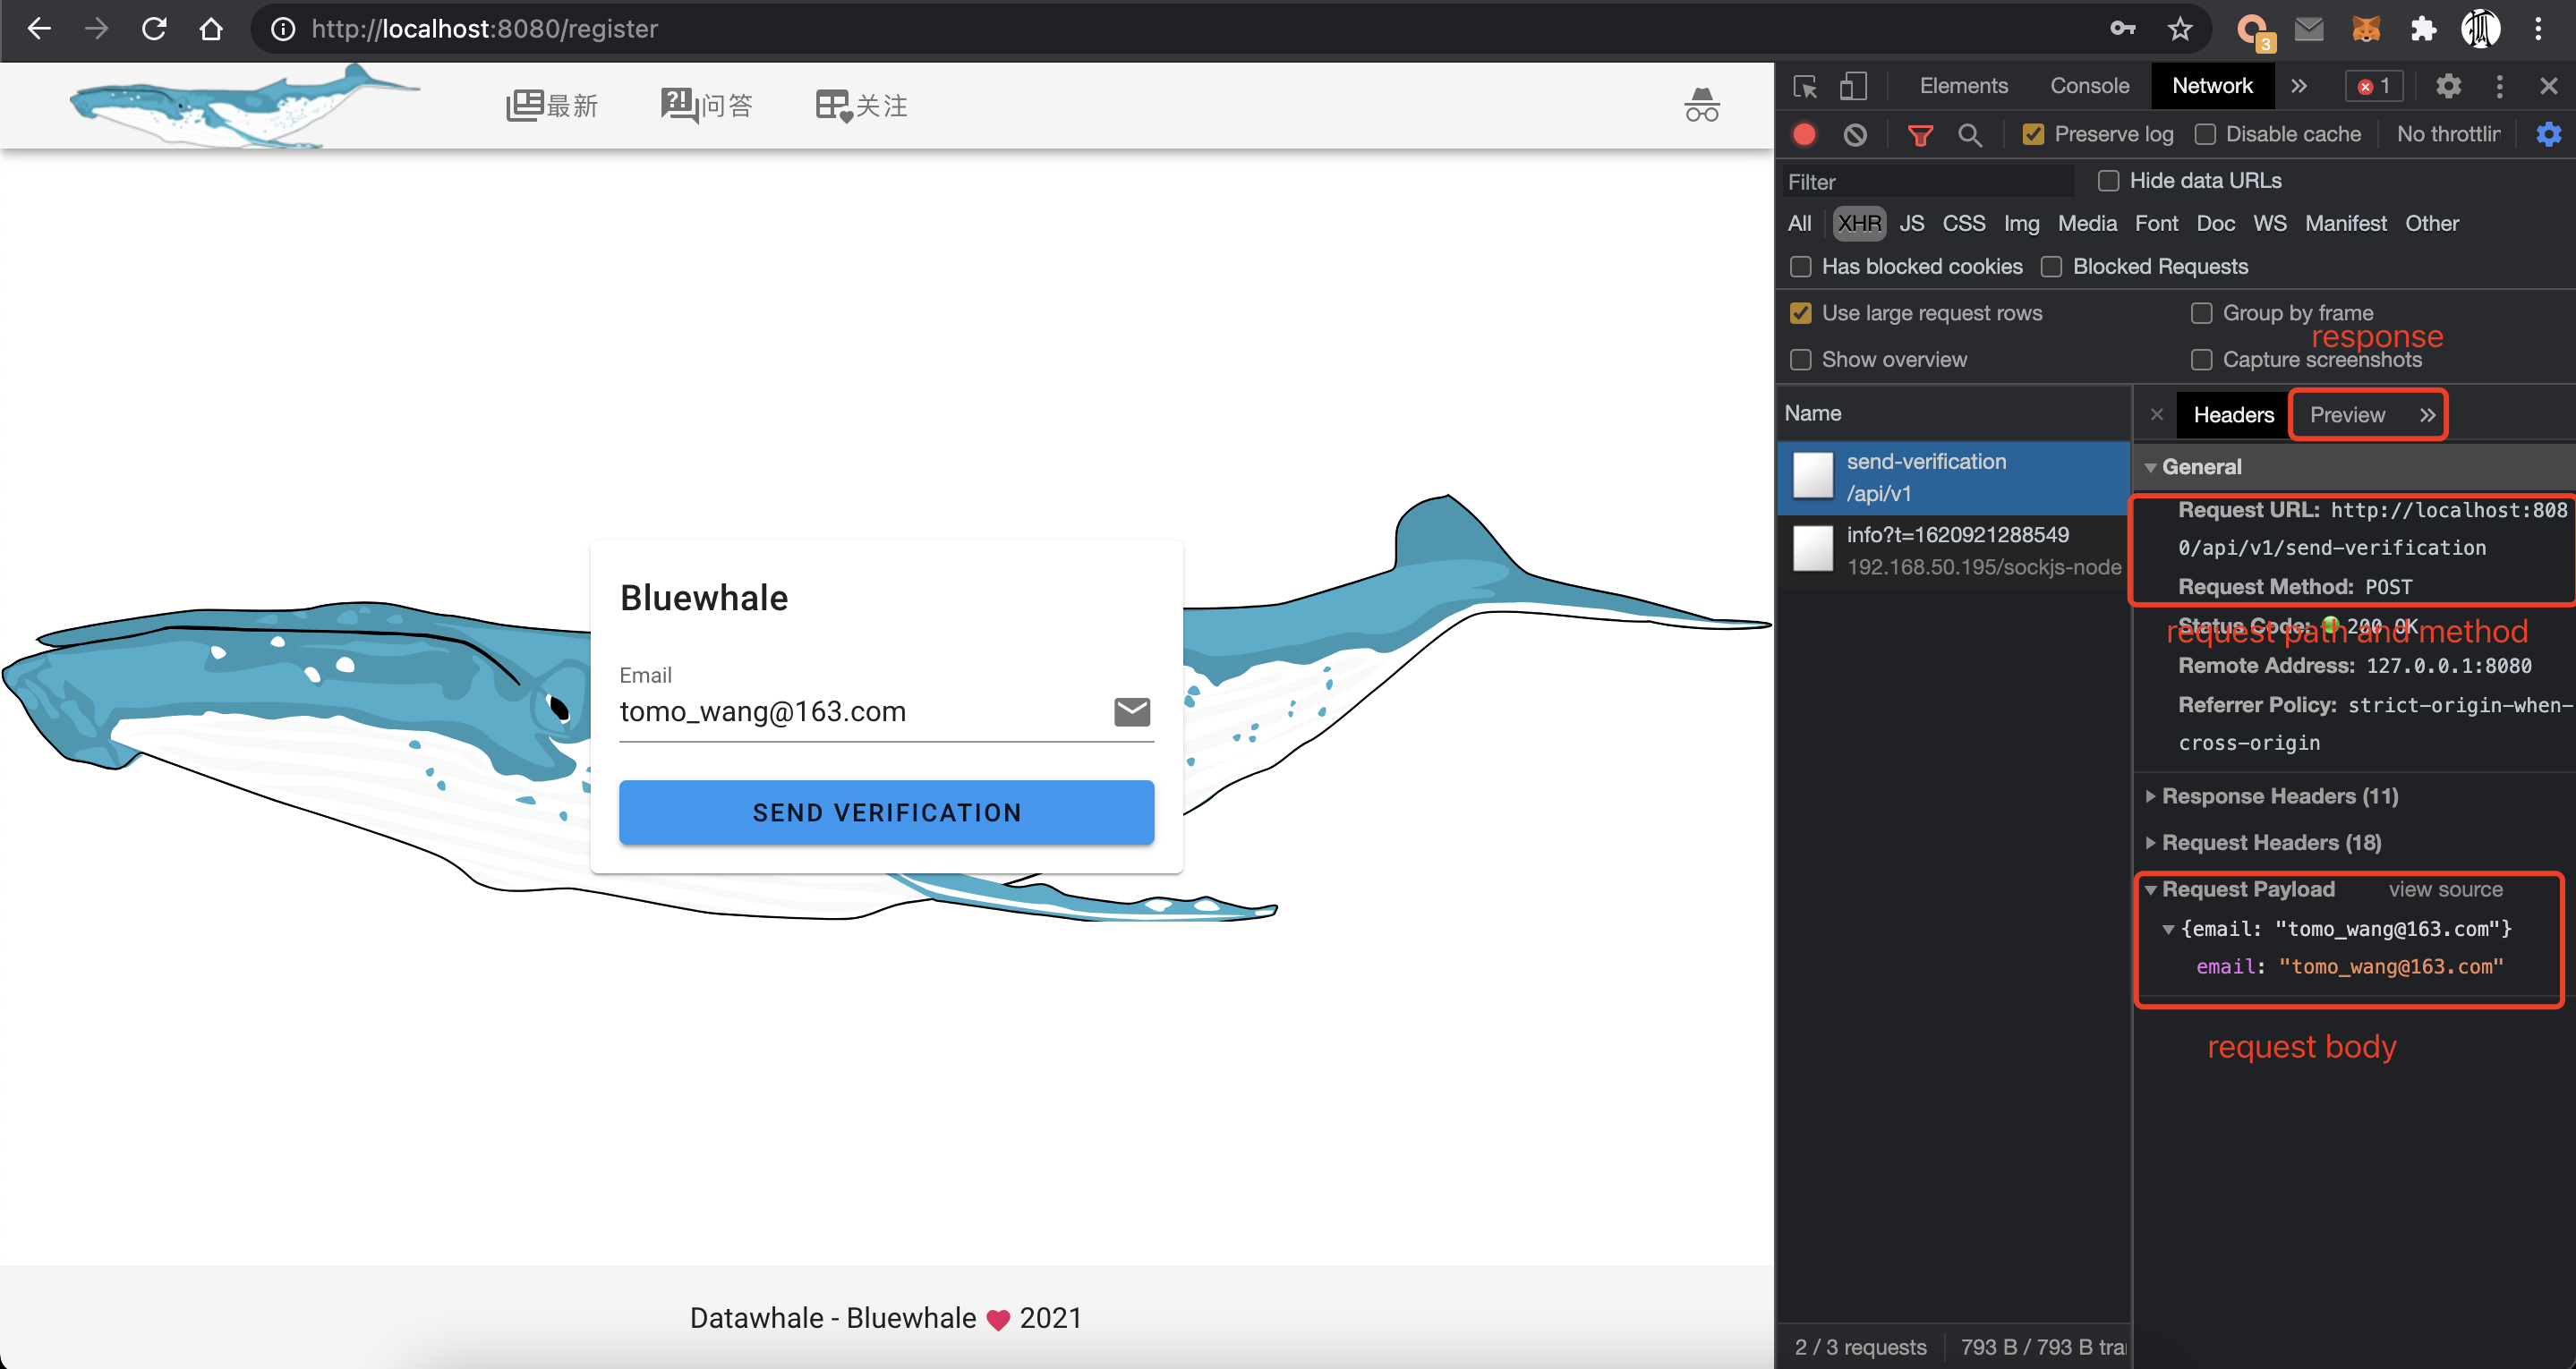 http://localhost:8080/register
3
最新
问答
关注
Bluewhale
Email
tomo_wang@163.com
SEND VERIFICATION
Datawhale - Bluewhale 2021
Elements Console Network 1
Preserve log Disable cache No throttlin
Filter Hide data URLs
All XHR JS CSS Img Media Font Doc WS Manifest Other
Has blocked cookies Blocked Requests
Use large request rows Group by frame
response
Show overview Capture screenshots
Name
send-verification
/api/v1
info?t=1620921288549
192.168.50.195/sockjs-node
Headers Preview
General
Request URL: http://localhost:808
0/api/v1/send-verification
Request Method: POST
Status Code: 200 OK
request path and method
Remote Address: 127.0.0.1:8080
Referrer Policy: strict-origin-when-
cross-origin
Response Headers (11)
Request Headers (18)
Request Payload view source
{email: "tomo_wang@163.com"}
email: "tomo_wang@163.com"
request body
2 / 3 requests 793 B / 793 B tra